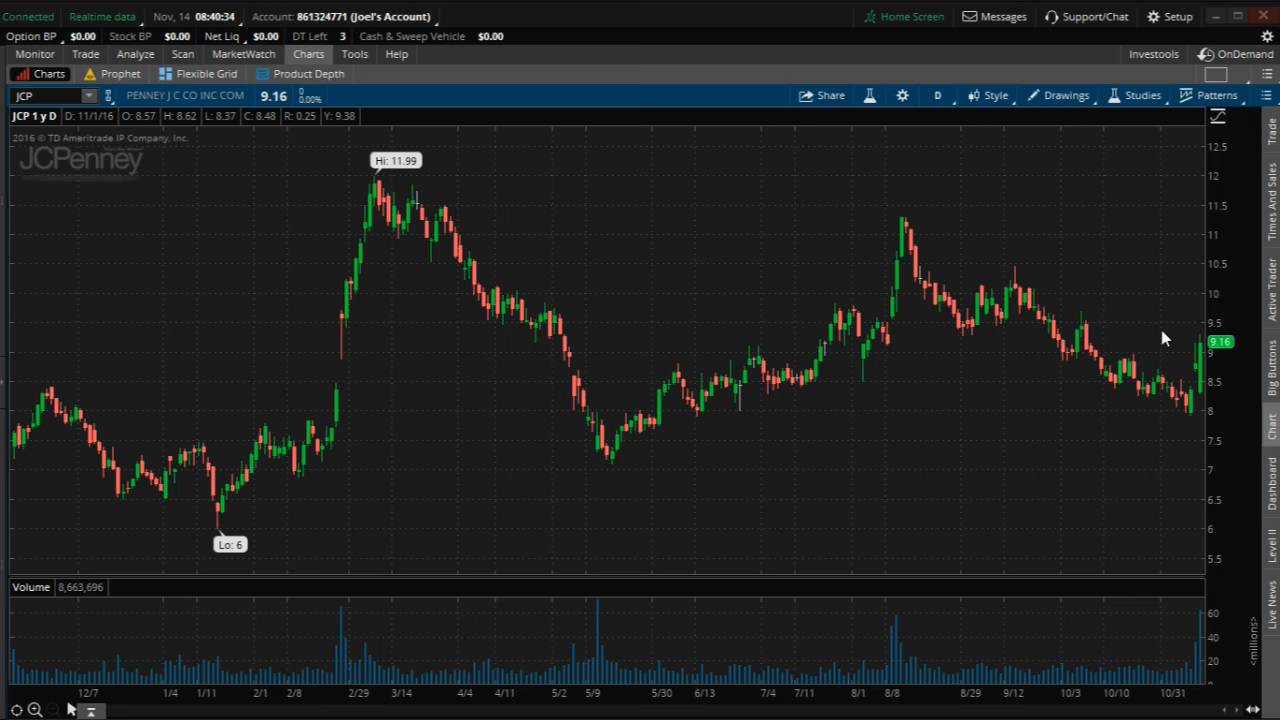 Connected Realtime data Nov, 14 08:40:34 Account: 861324771 (Joel's Account) Home Screen Messages Support/Chat Setup
Option BP $0.00 Stock BP $0.00 Net Liq $0.00 DT Left 3 Cash & Sweep Vehicle $0.00
Monitor Trade Analyze Scan MarketWatch Charts Tools Help Investools OnDemand
Charts Prophet Flexible Grid Product Depth
JCP PENNEY J C CO INC COM 9.16 0 0.00% Share D Style Drawings Studies Patterns
JCP 1 y D D: 11/1/16 O: 8.57 H: 8.62 L: 8.37 C: 8.48 R: 0.25 Y: 9.38
2016 © TD Ameritrade IP Company, Inc.
JCPenney
Hi: 11.99
Lo: 6
12.5
12
11.5
11
10.5
10
9.5
9.16
9
8.5
8
7.5
7
6.5
6
5.5
Volume 8,663,696
60
40
20
0
<millions>
12/7 1/4 1/11 2/1 2/8 2/29 3/14 4/4 4/11 5/2 5/9 5/30 6/13 7/4 7/11 8/1 8/8 8/29 9/12 10/3 10/10 10/31
Trade
Times And Sales
Active Trader
Big Buttons
Chart
Dashboard
Level II
Live News